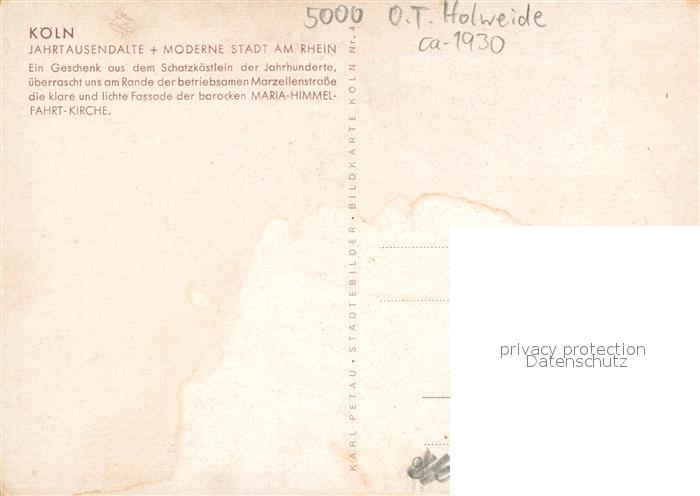 5000 O.T. Holweide
ca-1930
KÖLN
JAHRTAUSENDALTE + MODERNE STADT AM RHEIN
Ein Geschenk aus dem Schatzkästlein der Jahrhunderte,
überrascht uns am Rande der betriebsamen Marzellenstraße
die klare und lichte Fassade der barocken MARIA-HIMMEL-
FAHRT-KIRCHE.
KARL PETAU • STÄDTEBILDER • BILDKARTE KÖLN Nr. 4
privacy protection
Datenschutz